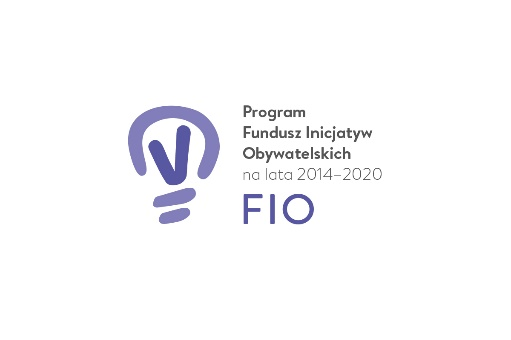 Program
Fundusz Inicjatyw
Obywatelskich
na lata 2014–2020
FIO